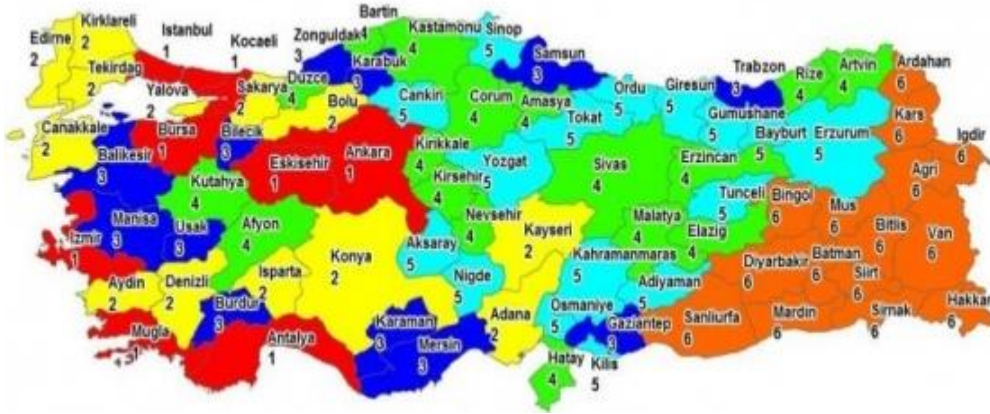 Edirne
2
Kirklareli
2
Tekirdag
2
Istanbul
1
Kocaeli
1
Yalova
2
Sakarya
2
Duzce
4
Zonguldak
3
Bartin
4
Karabuk
3
Kastamonu
4
Sinop
5
Samsun
3
Bolu
2
Cankiri
5
Corum
4
Amasya
4
Ordu
5
Giresun
5
Trabzon
3
Rize
4
Artvin
4
Ardahan
6
Canakkale
2
Balikesir
3
Bursa
1
Bilecik
3
Eskisehir
1
Ankara
1
Kirikkale
4
Kirsehir
4
Yozgat
5
Tokat
5
Sivas
4
Gumushane
5
Bayburt
5
Erzincan
4
Erzurum
5
Kars
6
Igdir
6
Agri
6
Kutahya
4
Manisa
3
Usak
3
Afyon
4
Izmir
1
Aydin
2
Denizli
2
Isparta
2
Burdur
3
Mugla
1
Antalya
1
Konya
2
Aksaray
5
Nevsehir
4
Nigde
5
Kayseri
2
Karaman
3
Mersin
3
Adana
2
Malatya
4
Elazig
4
Tunceli
5
Bingol
6
Mus
6
Bitlis
6
Van
6
Kahramanmaras
5
Adiyaman
5
Diyarbakir
6
Batman
6
Siirt
6
Osmaniye
5
Gaziantep
3
Sanliurfa
6
Mardin
6
Sirnak
6
Hakkari
6
Hatay
4
Kilis
5